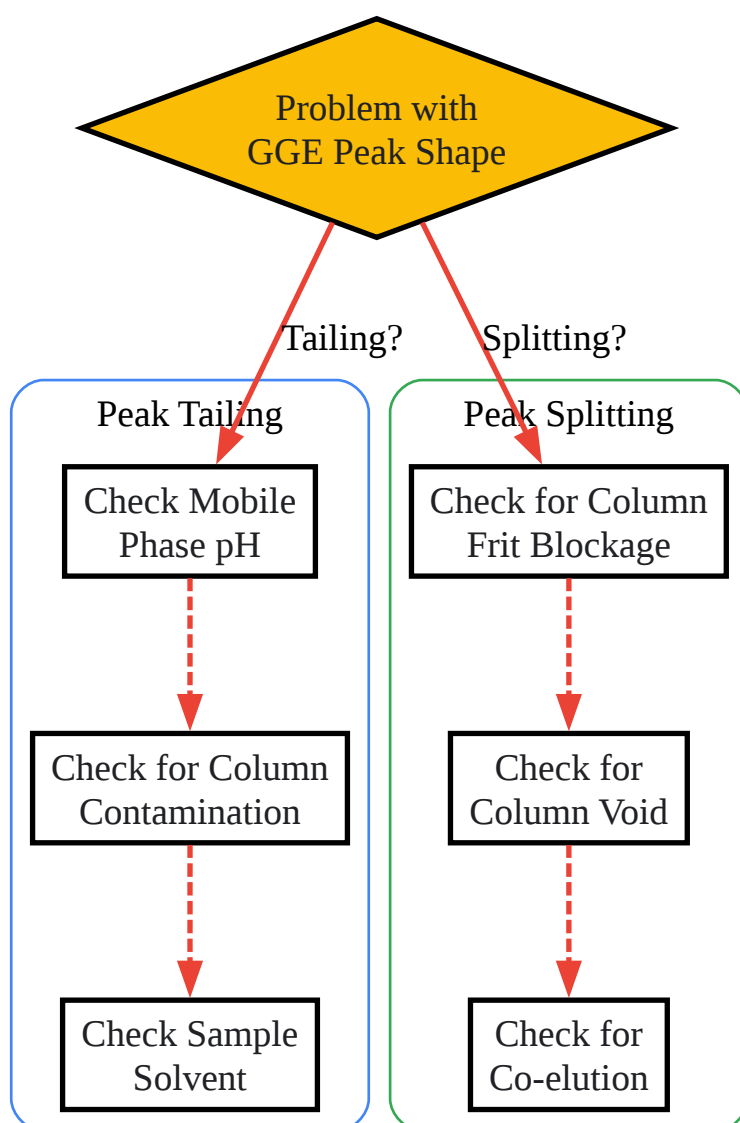 Problem with
GGE Peak Shape
Tailing?
Splitting?
Peak Tailing
Check Mobile
Phase pH
Check for Column
Contamination
Check Sample
Solvent
Peak Splitting
Check for Column
Frit Blockage
Check for
Column Void
Check for
Co-elution